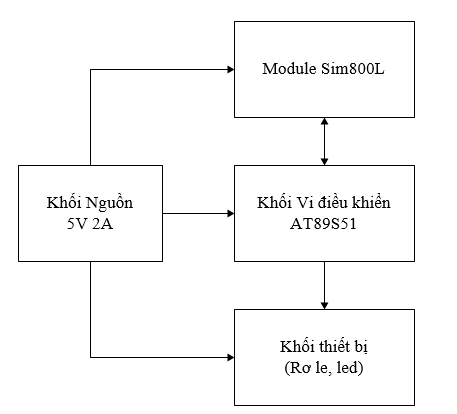 Module Sim800L
Khối Nguồn
5V 2A
Khối Vi điều khiển
AT89S51
Khối thiết bị
(Rơ le, led)